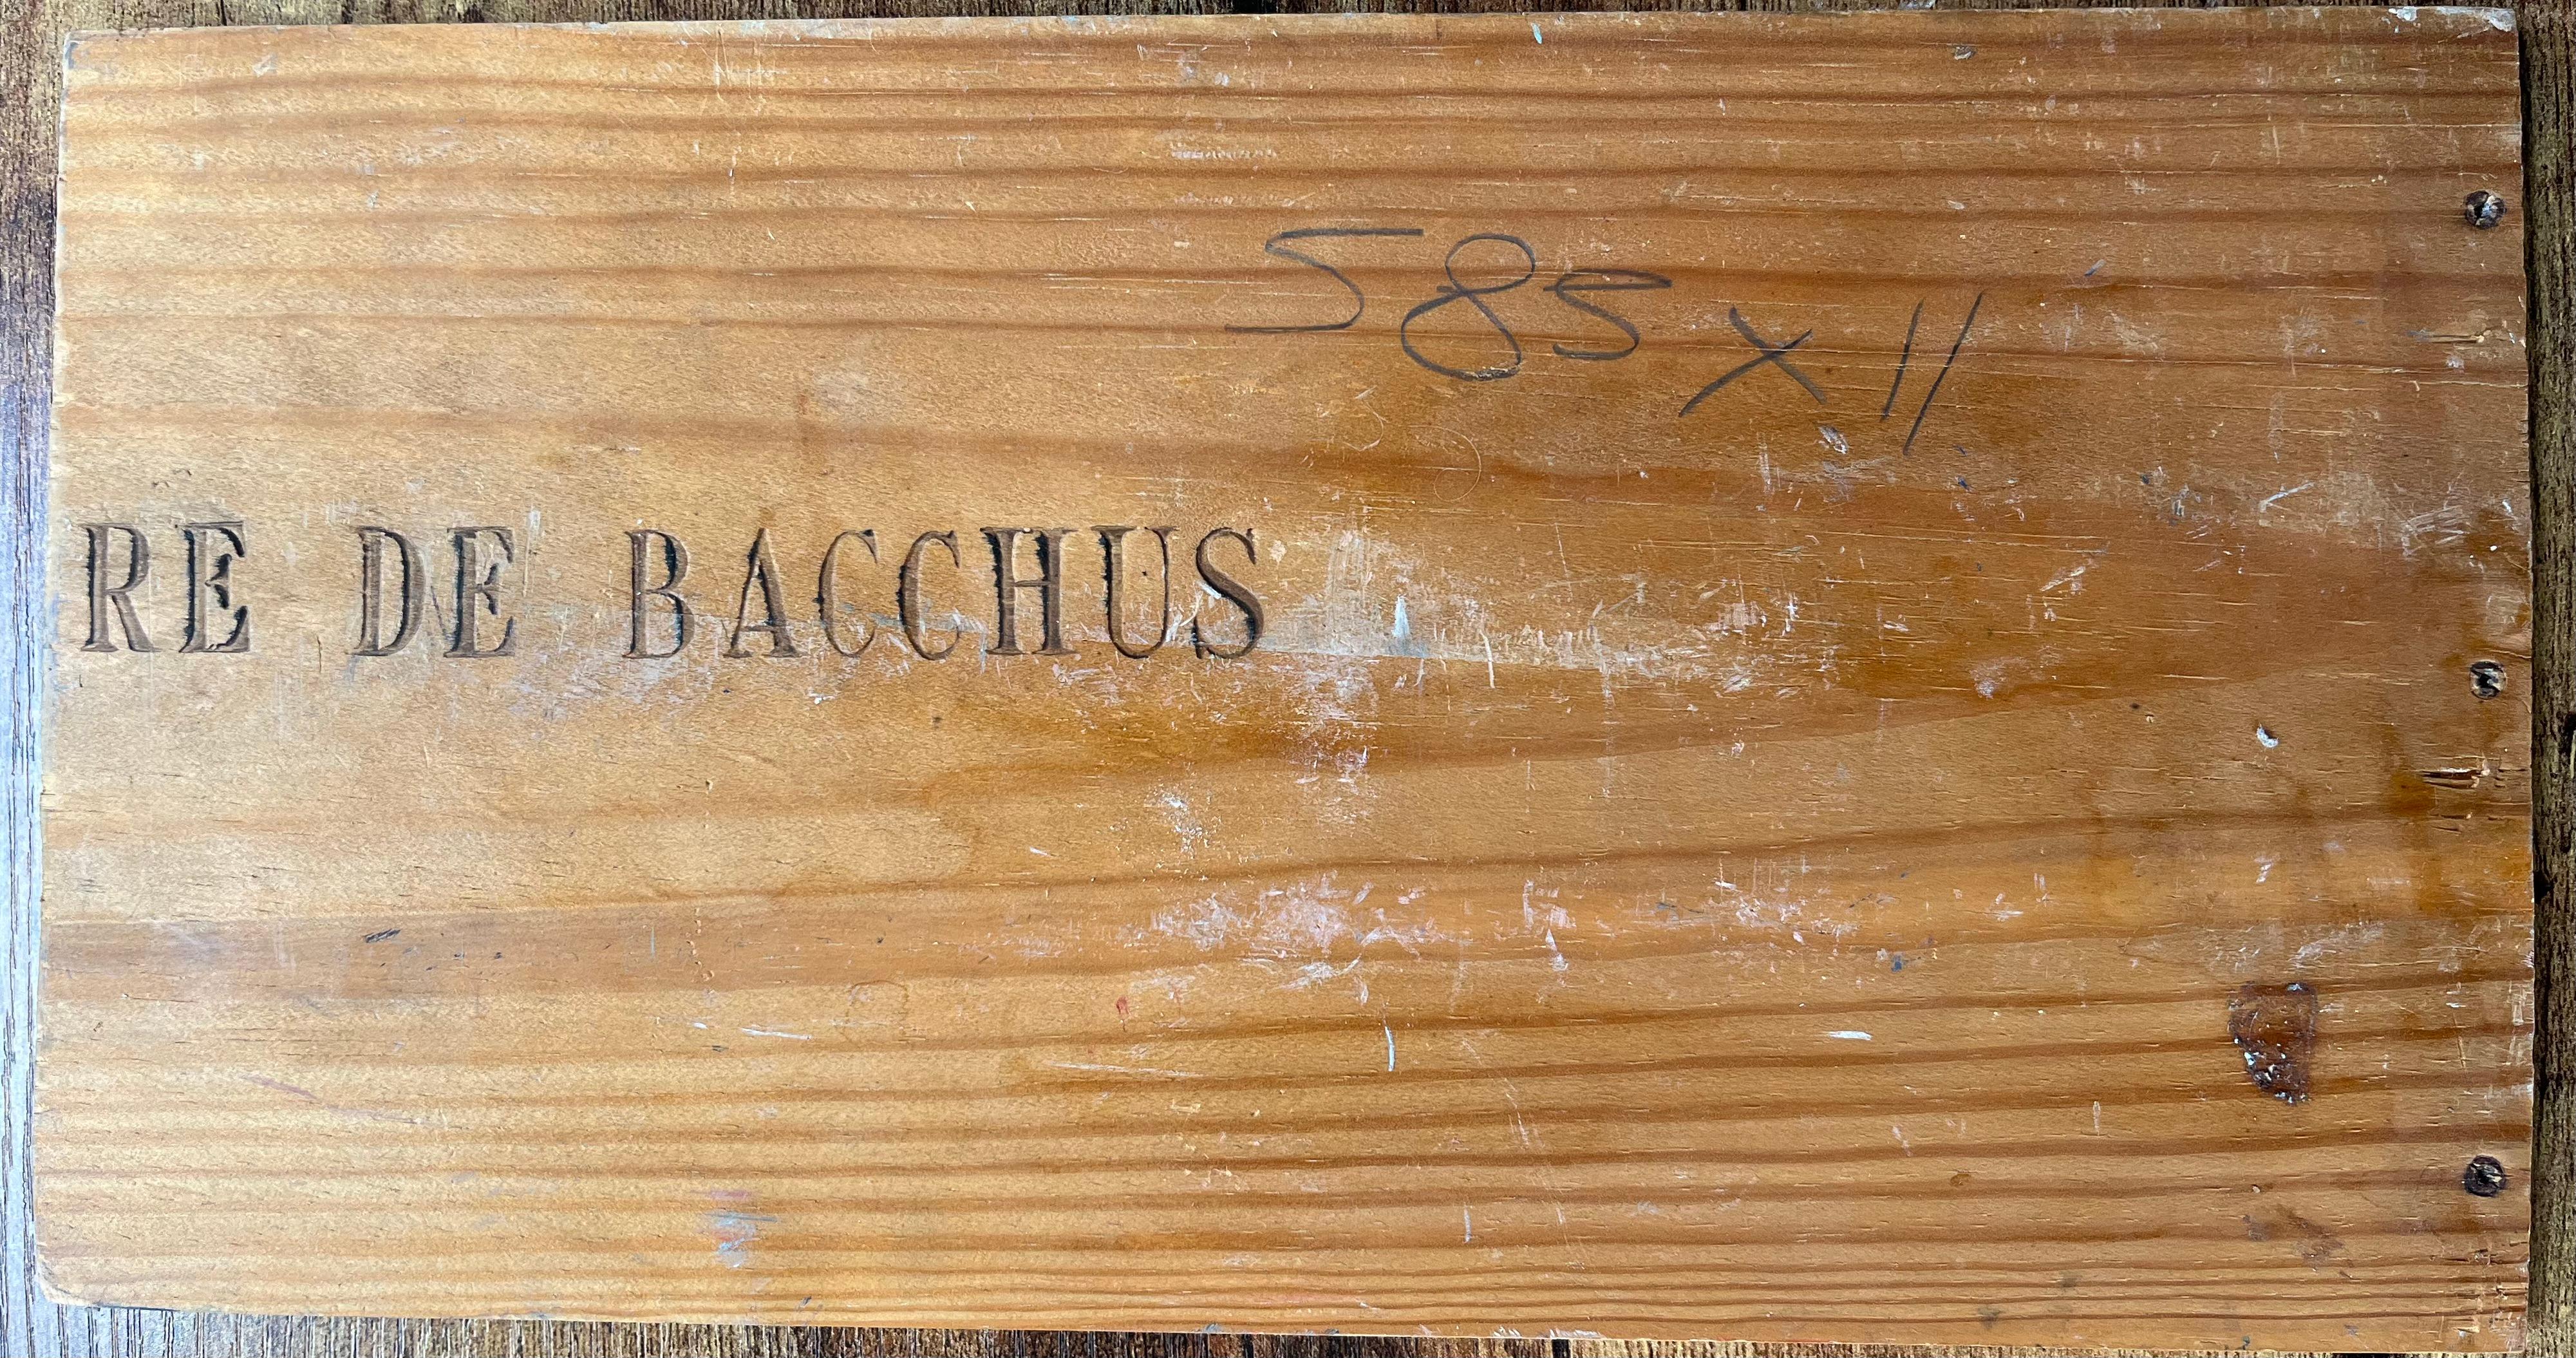 585 x 11
RE DE BACCHUS